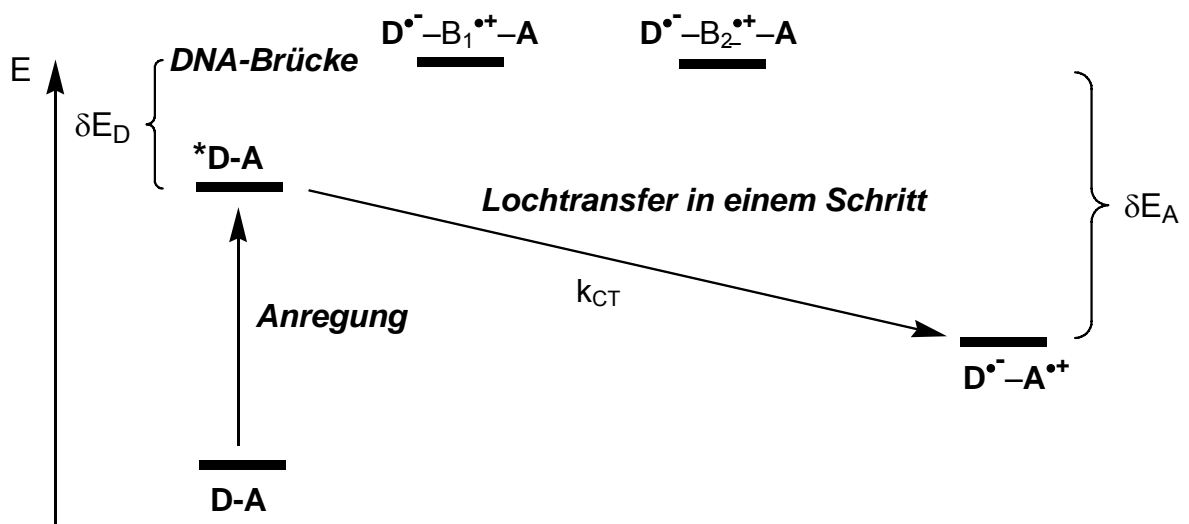 D•-–B1•+–A
D•-–B2–•+–A
DNA-Brücke
E
δED
*D-A
Lochtransfer in einem Schritt
δEA
kCT
Anregung
D•-–A•+
D-A